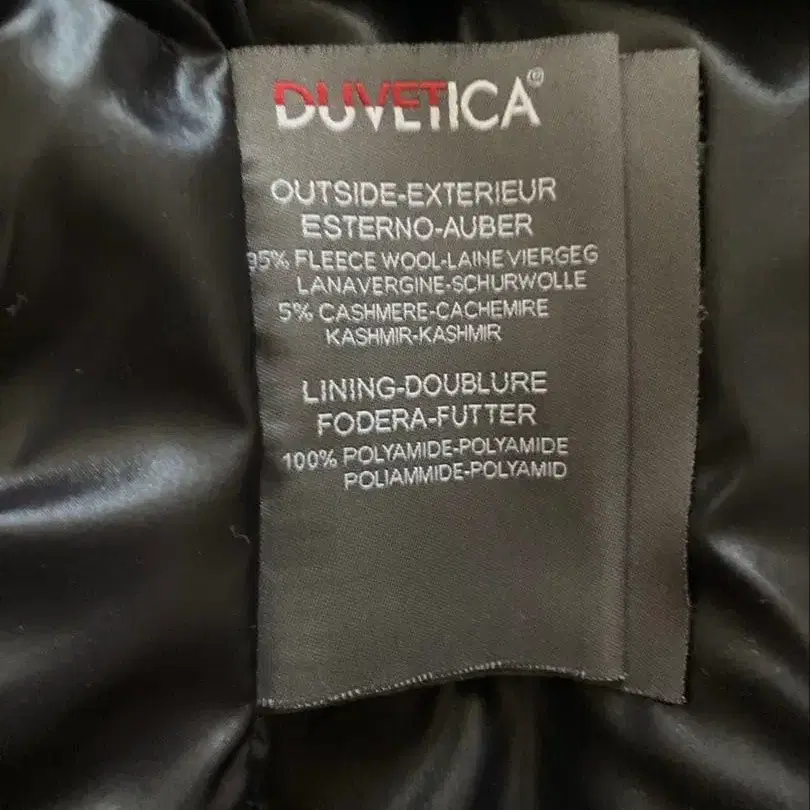 DUVETICA®
OUTSIDE-EXTERIEUR
ESTERNO-AUBER
95% FLEECE WOOL-LAINE VIERGEG
LANAVERGINE-SCHURWOLLE
5% CASHMERE-CACHEMIRE
KASHMIR-KASHMIR
LINING-DOUBLURE
FODERA-FUTTER
100% POLYAMIDE-POLYAMIDE
POLIAMMIDE-POLYAMID